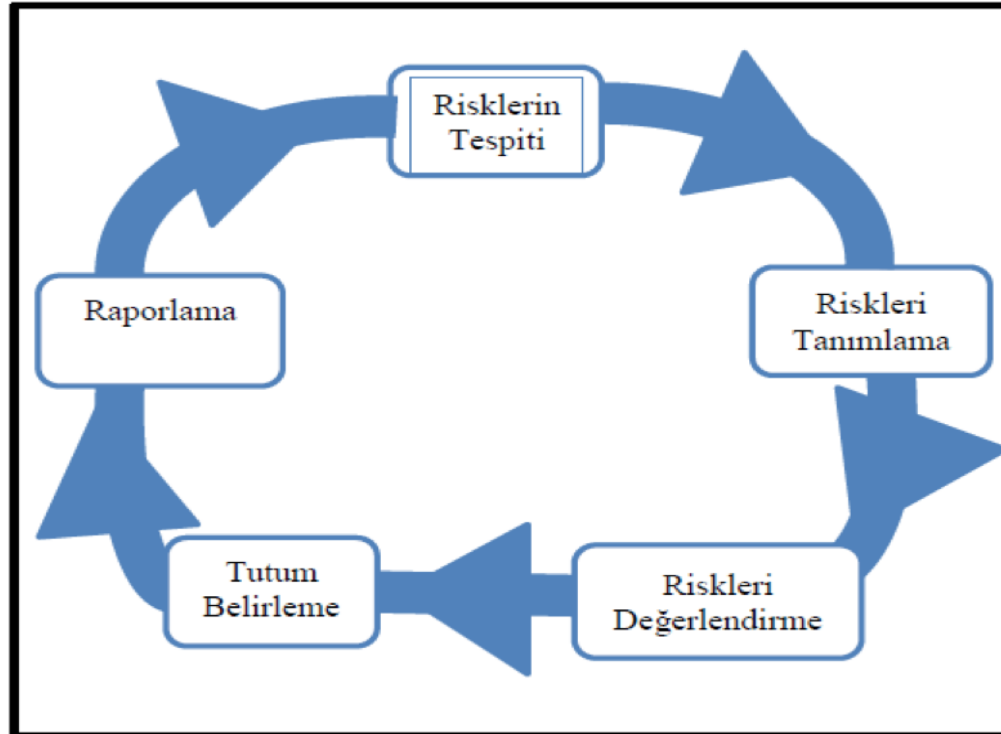 Risklerin
Tespiti
Riskleri
Tanımlama
Riskleri
Değerlendirme
Tutum
Belirleme
Raporlama